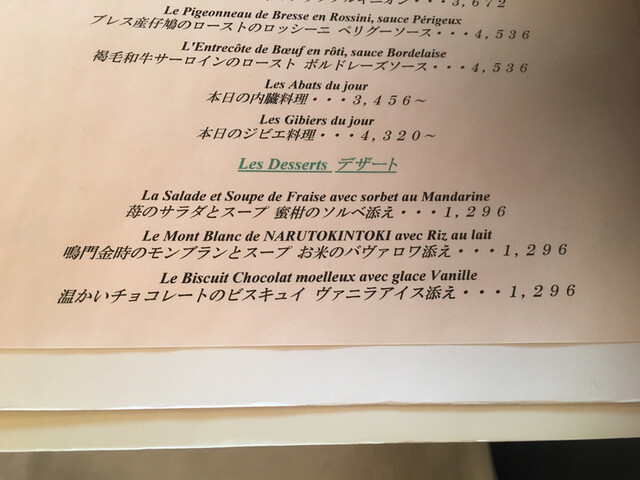 ・・3,672
Le Pigeonneau de Bresse en Rossini, sauce Périgeux
ブレス産仔鳩のローストのロッシーニ ペリグーソース・・・4,536
L'Entrecôte de Bœuf en rôti, sauce Bordelaise
褐毛和牛サーロインのロースト ボルドレーズソース・・・4,536
Les Abats du jour
本日の内臓料理・・・3,456～
Les Gibiers du jour
本日のジビエ料理・・・4,320～
Les Desserts デザート
La Salade et Soupe de Fraise avec sorbet au Mandarine
苺のサラダとスープ 蜜柑のソルベ添え・・・1,296
Le Mont Blanc de NARUTOKINTOKI avec Riz au lait
鳴門金時のモンブランとスープ お米のバヴァロワ添え・・・1,296
Le Biscuit Chocolat moelleux avec glace Vanille
温かいチョコレートのビスキュイ ヴァニラアイス添え・・・1,296